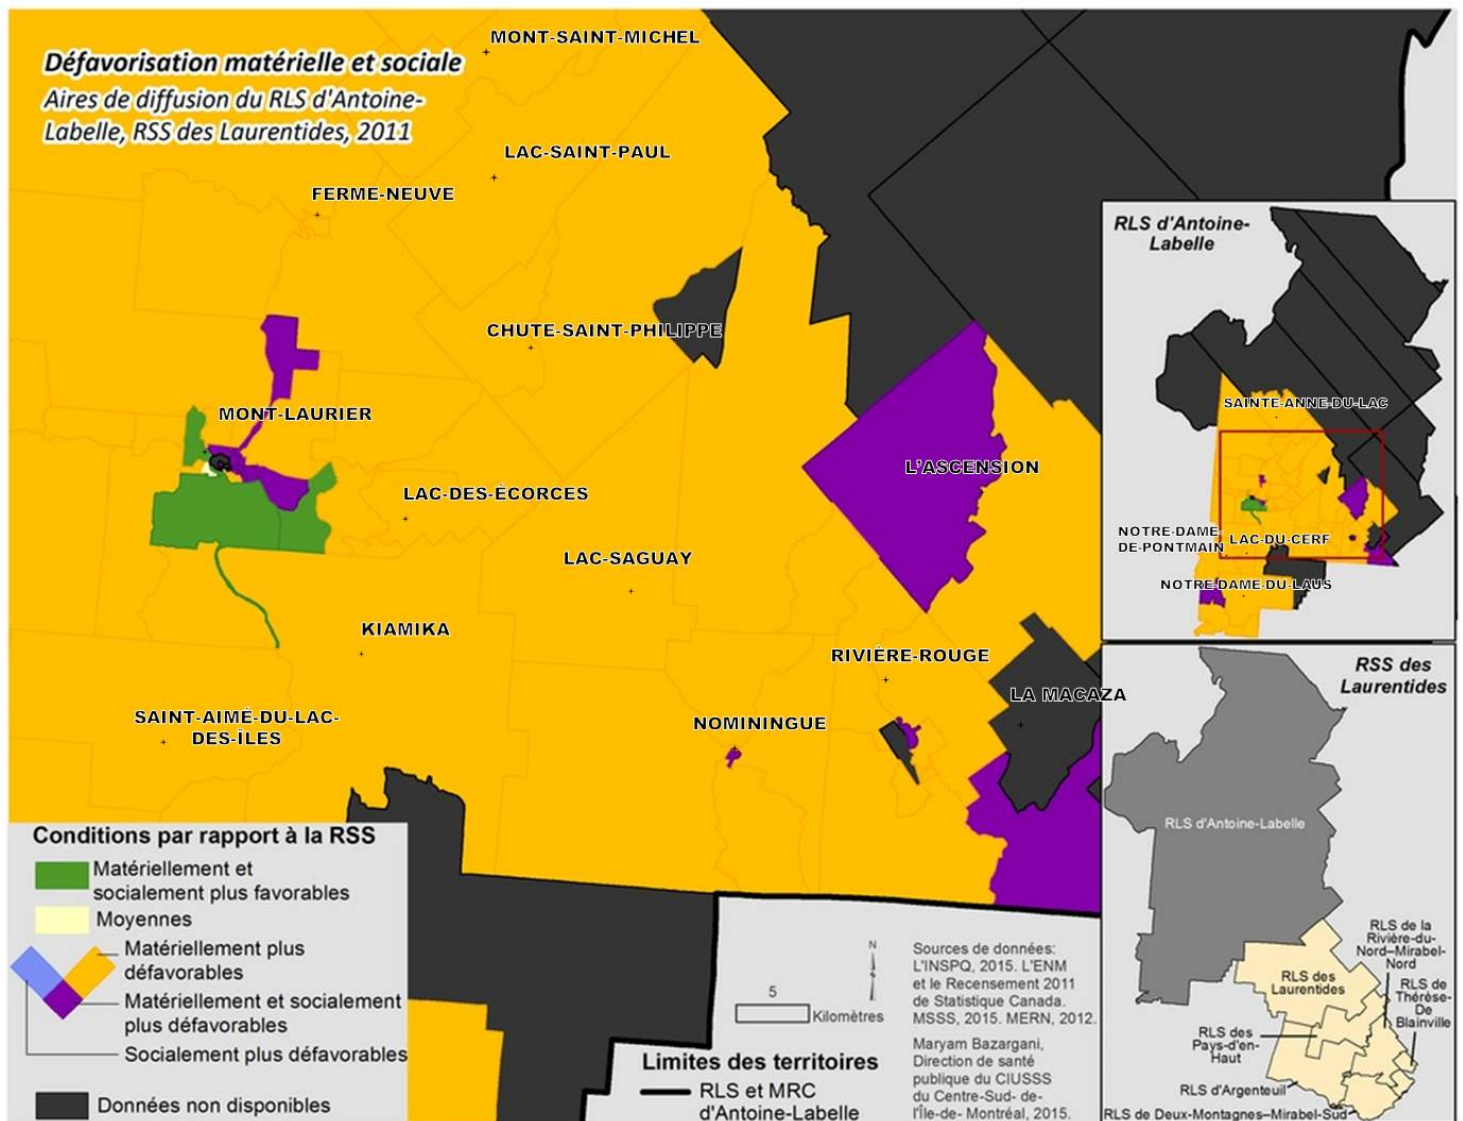 Défavorisation matérielle et sociale
Aires de diffusion du RLS d'Antoine-
Labelle, RSS des Laurentides, 2011
MONT-SAINT-MICHEL
LAC-SAINT-PAUL
FERME-NEUVE
CHUTE-SAINT-PHILIPPE
MONT-LAURIER
L'ASCENSION
LAC-DES-ÉCORCES
LAC-SAGUAY
KIAMIKA
RIVIÈRE-ROUGE
LA MACAZA
SAINT-AIMÉ-DU-LAC-
DES-ÎLES
NOMININGUE
RLS d'Antoine-
Labelle
SAINTE-ANNE-DU-LAC
NOTRE-DAME
DE-PONTMAIN
LAC-DU-CERF
NOTRE-DAME-DU-LAUS
RSS des
Laurentides
RLS d'Antoine-Labelle
RLS de la
Rivière-du-
Nord–Mirabel-
Nord
RLS des
Laurentides
RLS de
Thérèse-
De
Blainville
RLS des
Pays-d'en-
Haut
RLS d'Argenteuil
RLS de Deux-Montagnes–Mirabel-Sud
Conditions par rapport à la RSS
Matériellement et
socialement plus favorables
Moyennes
Matériellement plus
défavorables
Matériellement et socialement
plus défavorables
Socialement plus défavorables
Données non disponibles
N
5
Kilomètres
Limites des territoires
RLS et MRC
d'Antoine-Labelle
Sources de données:
L'INSPQ, 2015. L'ENM
et le Recensement 2011
de Statistique Canada.
MSSS, 2015. MERN, 2012.
Maryam Bazargani,
Direction de santé
publique du CIUSSS
du Centre-Sud- de-
l'Île-de- Montréal, 2015.